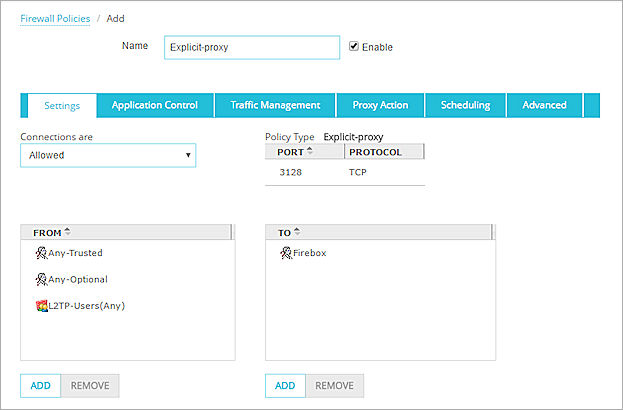 Firewall Policies / Add
Name Explicit-proxy Enable
Settings Application Control Traffic Management Proxy Action Scheduling Advanced
Connections are
Allowed
Policy Type Explicit-proxy
PORT PROTOCOL
3128 TCP
FROM
Any-Trusted
Any-Optional
L2TP-Users(Any)
ADD REMOVE
TO
Firebox
ADD REMOVE